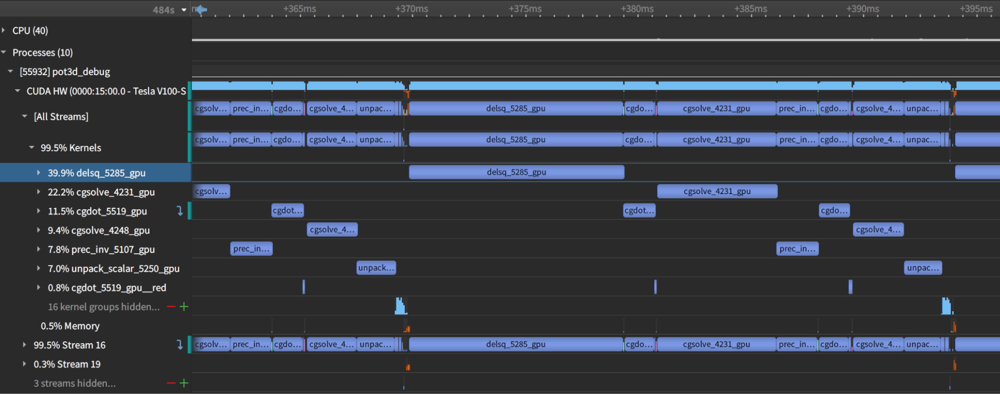 484s ms +365ms +370ms +375ms +380ms +385ms +390ms +395ms
CPU (40)
Processes (10)
[55932] pot3d_debug
CUDA HW (0000:15:00.0 - Tesla V100-S
[All Streams] cgsolv... prec_in... cgdo... cgsolve_4... unpac... delsq_5285_gpu cgdo... cgsolve_4231_gpu prec_in... cgdo... cgsolve_4... unpac...
99.5% Kernels cgsolv... prec_in... cgdo... cgsolve_4... unpac... delsq_5285_gpu cgdo... cgsolve_4231_gpu prec_in... cgdo... cgsolve_4... unpac...
39.9% delsq_5285_gpu delsq_5285_gpu
22.2% cgsolve_4231_gpu cgsolv... cgsolve_4231_gpu
11.5% cgdot_5519_gpu cgdot... cgdot... cgdo...
9.4% cgsolve_4248_gpu cgsolve_4... cgsolve_4...
7.8% prec_inv_5107_gpu prec_in... prec_in...
7.0% unpack_scalar_5250_gpu unpack... unpac...
0.8% cgdot_5519_gpu__red
16 kernel groups hidden...
0.5% Memory
99.5% Stream 16 cgsolv... prec_in... cgdo... cgsolve_4... unpac... delsq_5285_gpu cgdo... cgsolve_4231_gpu prec_in... cgdo... cgsolve_4... unpac...
0.3% Stream 19
3 streams hidden...